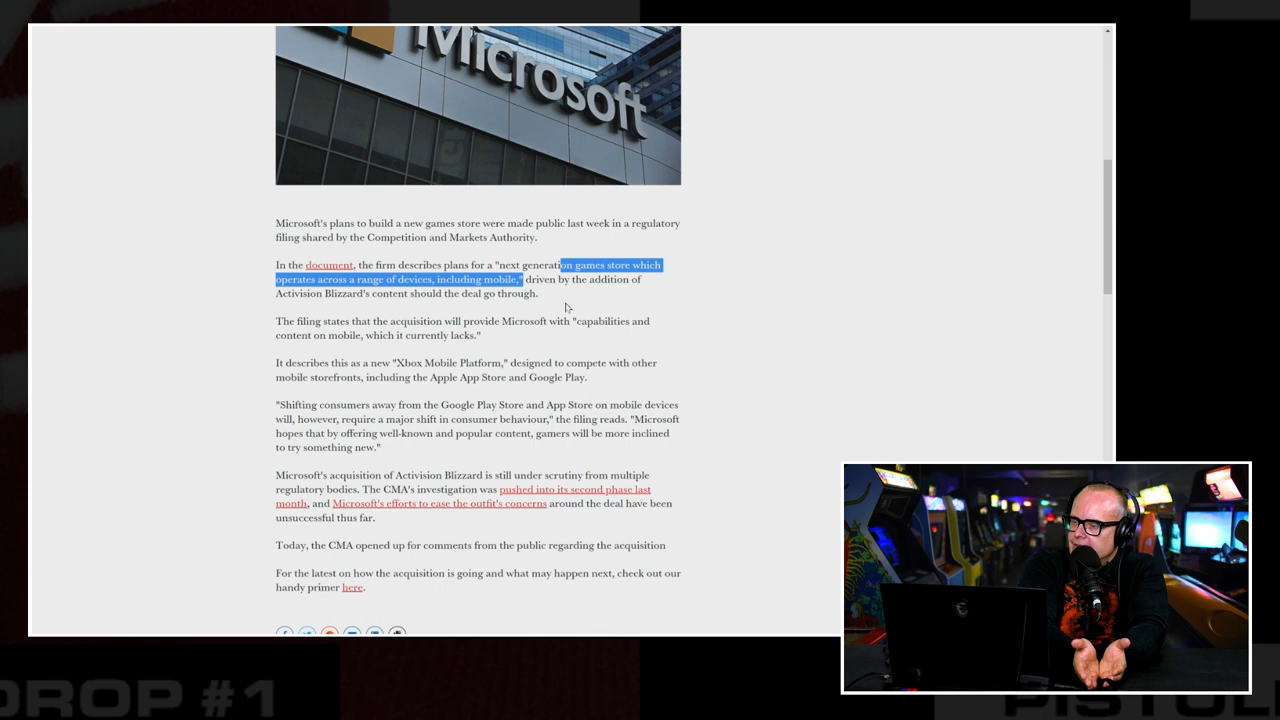 Microsoft
Microsoft's plans to build a new games store were made public last week in a regulatory
filing shared by the Competition and Markets Authority.
In the document, the firm describes plans for a "next generation games store which
operates across a range of devices, including mobile," driven by the addition of
Activision Blizzard's content should the deal go through.
The filing states that the acquisition will provide Microsoft with "capabilities and
content on mobile, which it currently lacks."
It describes this as a new "Xbox Mobile Platform," designed to compete with other
mobile storefronts, including the Apple App Store and Google Play.
"Shifting consumers away from the Google Play Store and App Store on mobile devices
will, however, require a major shift in consumer behaviour," the filing reads. "Microsoft
hopes that by offering well-known and popular content, gamers will be more inclined
to try something new."
Microsoft's acquisition of Activision Blizzard is still under scrutiny from multiple
regulatory bodies. The CMA's investigation was pushed into its second phase last
month, and Microsoft's efforts to ease the outfit's concerns around the deal have been
unsuccessful thus far.
Today, the CMA opened up for comments from the public regarding the acquisition
For the latest on how the acquisition is going and what may happen next, check out our
handy primer here.
DROP #1